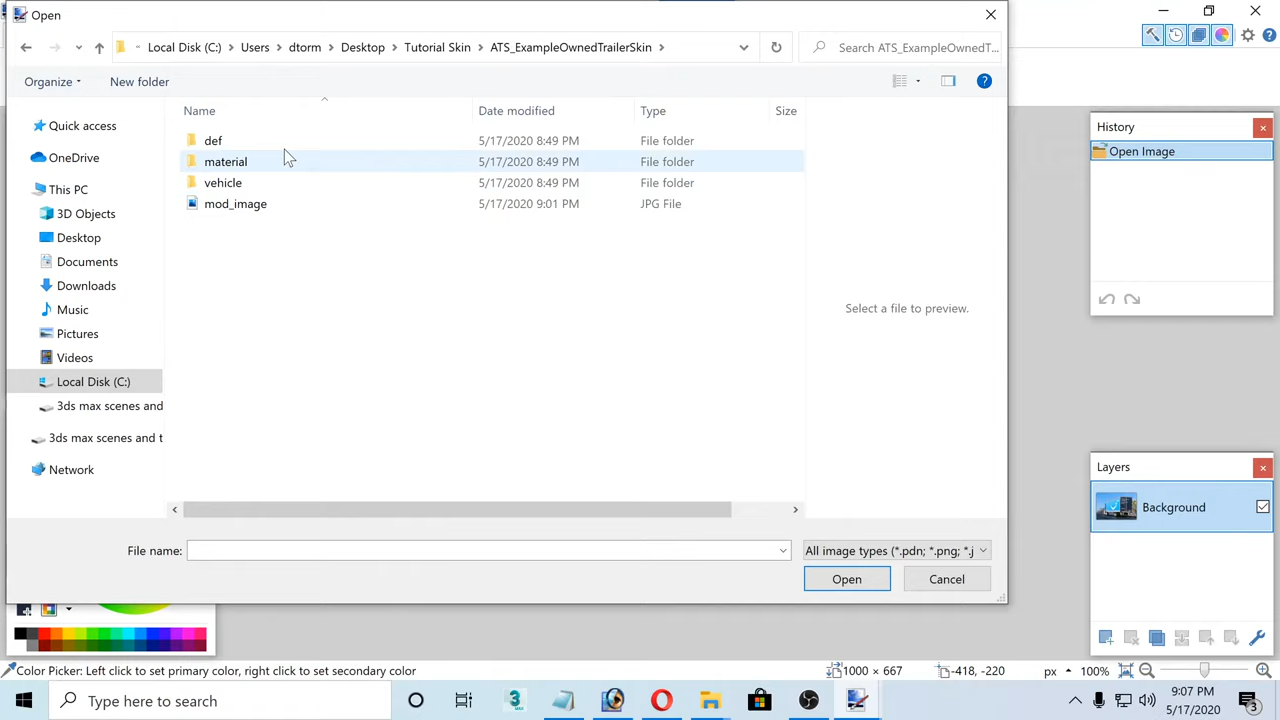 Open
Local Disk (C:) › Users › dtorm › Desktop › Tutorial Skin › ATS_ExampleOwnedTrailerSkin ›
Search ATS_ExampleOwnedT...
Organize
New folder
Name
Date modified
Type
Size
def
5/17/2020 8:49 PM
File folder
material
5/17/2020 8:49 PM
File folder
vehicle
5/17/2020 8:49 PM
File folder
mod_image
5/17/2020 9:01 PM
JPG File
Quick access
OneDrive
This PC
3D Objects
Desktop
Documents
Downloads
Music
Pictures
Videos
Local Disk (C:)
3ds max scenes and
3ds max scenes and t
Network
Select a file to preview.
File name:
All image types (*.pdn; *.png; *.j
Open
Cancel
History
Open Image
Layers
Background
Color Picker: Left click to set primary color, right click to set secondary color
1000 × 667
-418, -220
px
100%
Type here to search
9:07 PM
5/17/2020
3